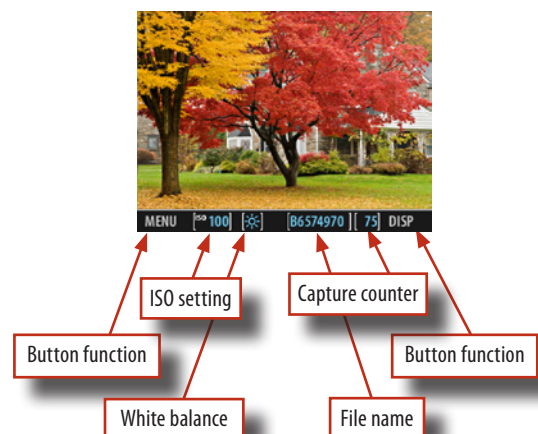 MENU [ISO 100] [☼] [B6574970 ][ 75] DISP
ISO setting
Capture counter
Button function
Button function
White balance
File name